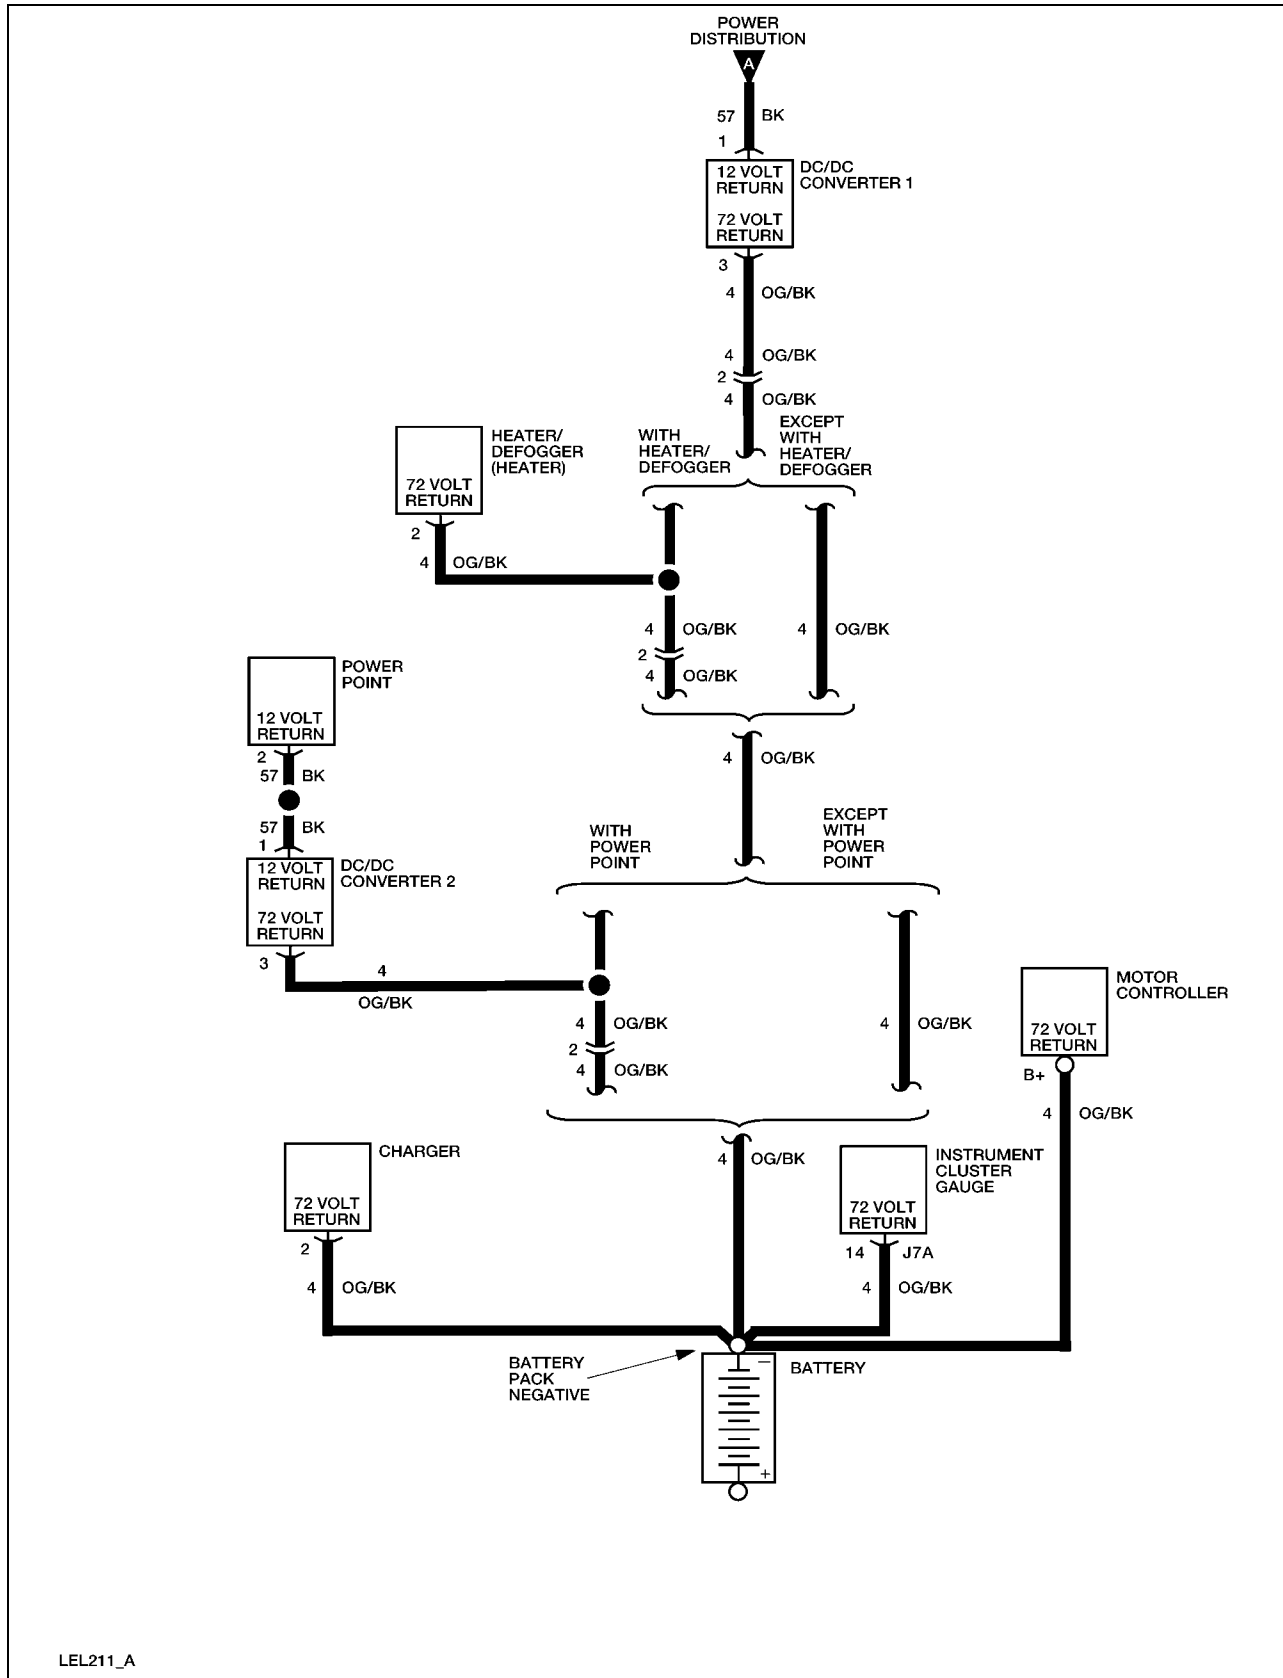 POWER
DISTRIBUTION
A
57 BK
1
12 VOLT
RETURN
72 VOLT
RETURN
DC/DC
CONVERTER 1
3
4 OG/BK
4 OG/BK
2
4 OG/BK
HEATER/
DEFOGGER
(HEATER)
72 VOLT
RETURN
2
4 OG/BK
WITH
HEATER/
DEFOGGER
EXCEPT
WITH
HEATER/
DEFOGGER
4 OG/BK
2
4 OG/BK
4 OG/BK
POWER
POINT
12 VOLT
RETURN
2
57 BK
57 BK
1
12 VOLT
RETURN
72 VOLT
RETURN
DC/DC
CONVERTER 2
3
4
OG/BK
4 OG/BK
WITH
POWER
POINT
EXCEPT
WITH
POWER
POINT
4 OG/BK
2
4 OG/BK
4 OG/BK
MOTOR
CONTROLLER
72 VOLT
RETURN
B+
4 OG/BK
CHARGER
72 VOLT
RETURN
2
4 OG/BK
4 OG/BK
INSTRUMENT
CLUSTER
GAUGE
72 VOLT
RETURN
14 J7A
4 OG/BK
BATTERY
PACK
NEGATIVE
−
BATTERY
+
LEL211_A